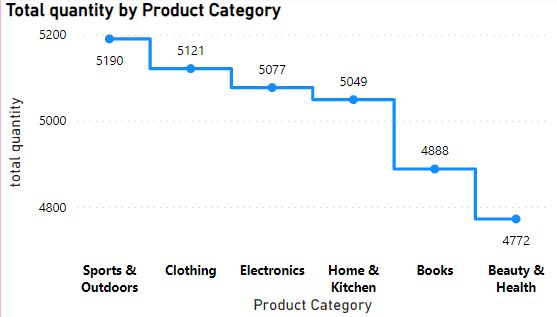 Total quantity by Product Category
5200
5000
4800
total quantity
5190
5121
5077
5049
4888
4772
Sports &
Outdoors
Clothing
Electronics
Home &
Kitchen
Books
Beauty &
Health
Product Category